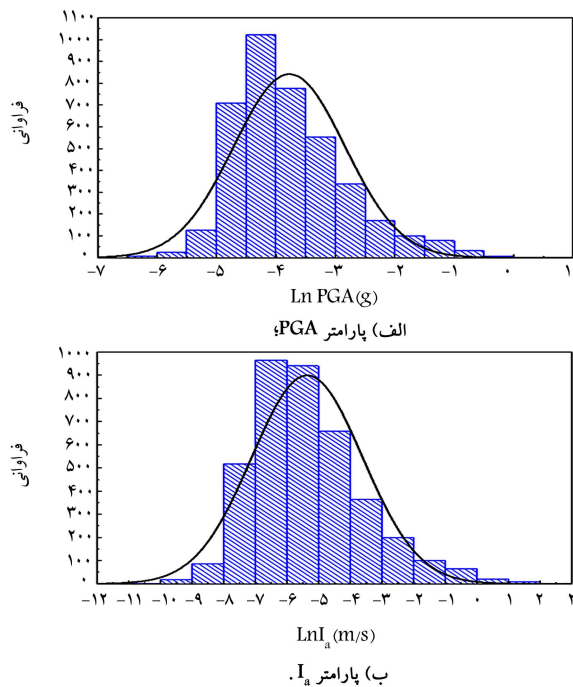 ۱۱۰۰
۱۰۰۰
۹۰۰
۸۰۰
۷۰۰
۶۰۰
۵۰۰
۴۰۰
۳۰۰
۲۰۰
۱۰۰
۰
فراوانی
-۷ -۶ -۵ -۴ -۳ -۲ -۱ ۰ ۱
Ln PGA(g)
الف) پارامتر PGA؛
۱۰۰۰
۹۰۰
۸۰۰
۷۰۰
۶۰۰
۵۰۰
۴۰۰
۳۰۰
۲۰۰
۱۰۰
۰
فراوانی
-۱۲ -۱۱ -۱۰ -۹ -۸ -۷ -۶ -۵ -۴ -۳ -۲ -۱ ۰ ۱ ۲ ۳
LnIa(m/s)
ب) پارامتر Ia.